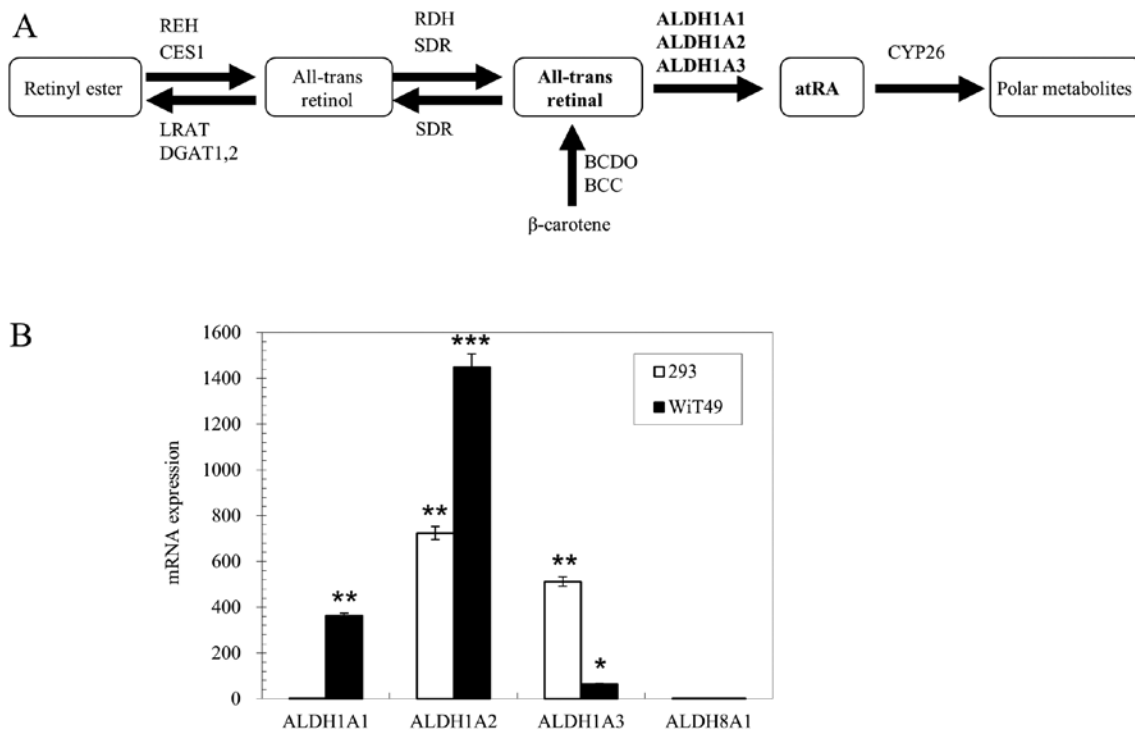 A
REH
CES1
RDH
SDR
ALDH1A1
ALDH1A2
ALDH1A3
CYP26
Retinyl ester
All-trans
retinol
All-trans
retinal
atRA
Polar metabolites
LRAT
DGAT1,2
SDR
BCDO
BCC
β-carotene
B
mRNA expression
1600
1400
1200
1000
800
600
400
200
0
**
**
***
**
*
293
WiT49
ALDH1A1
ALDH1A2
ALDH1A3
ALDH8A1